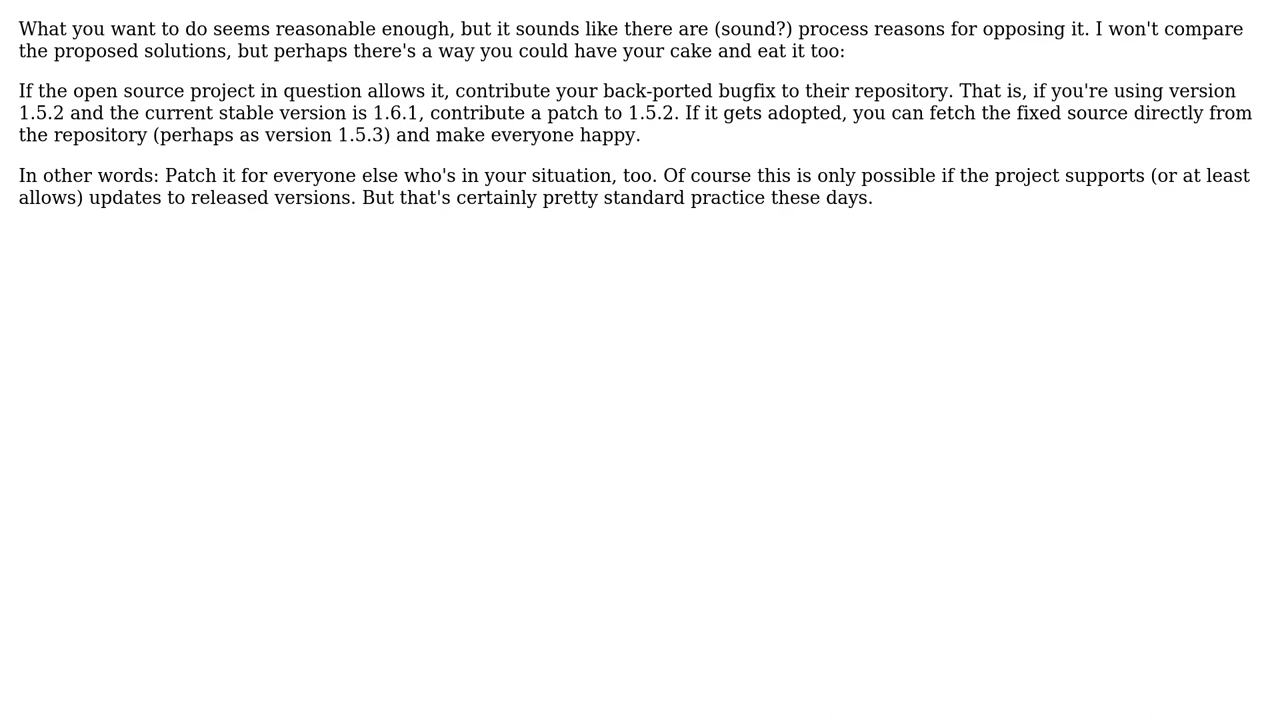 What you want to do seems reasonable enough, but it sounds like there are (sound?) process reasons for opposing it. I won't compare
the proposed solutions, but perhaps there's a way you could have your cake and eat it too:
If the open source project in question allows it, contribute your back-ported bugfix to their repository. That is, if you're using version
1.5.2 and the current stable version is 1.6.1, contribute a patch to 1.5.2. If it gets adopted, you can fetch the fixed source directly from
the repository (perhaps as version 1.5.3) and make everyone happy.
In other words: Patch it for everyone else who's in your situation, too. Of course this is only possible if the project supports (or at least
allows) updates to released versions. But that's certainly pretty standard practice these days.